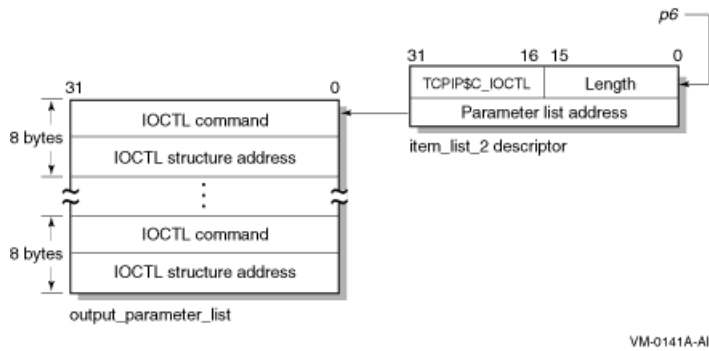 p6
31 16 15 0
TCPIP$C_IOCTL Length
Parameter list address
item_list_2 descriptor
31 0
8 bytes
IOCTL command
IOCTL structure address
8 bytes
IOCTL command
IOCTL structure address
output_parameter_list
VM-0141A-AI